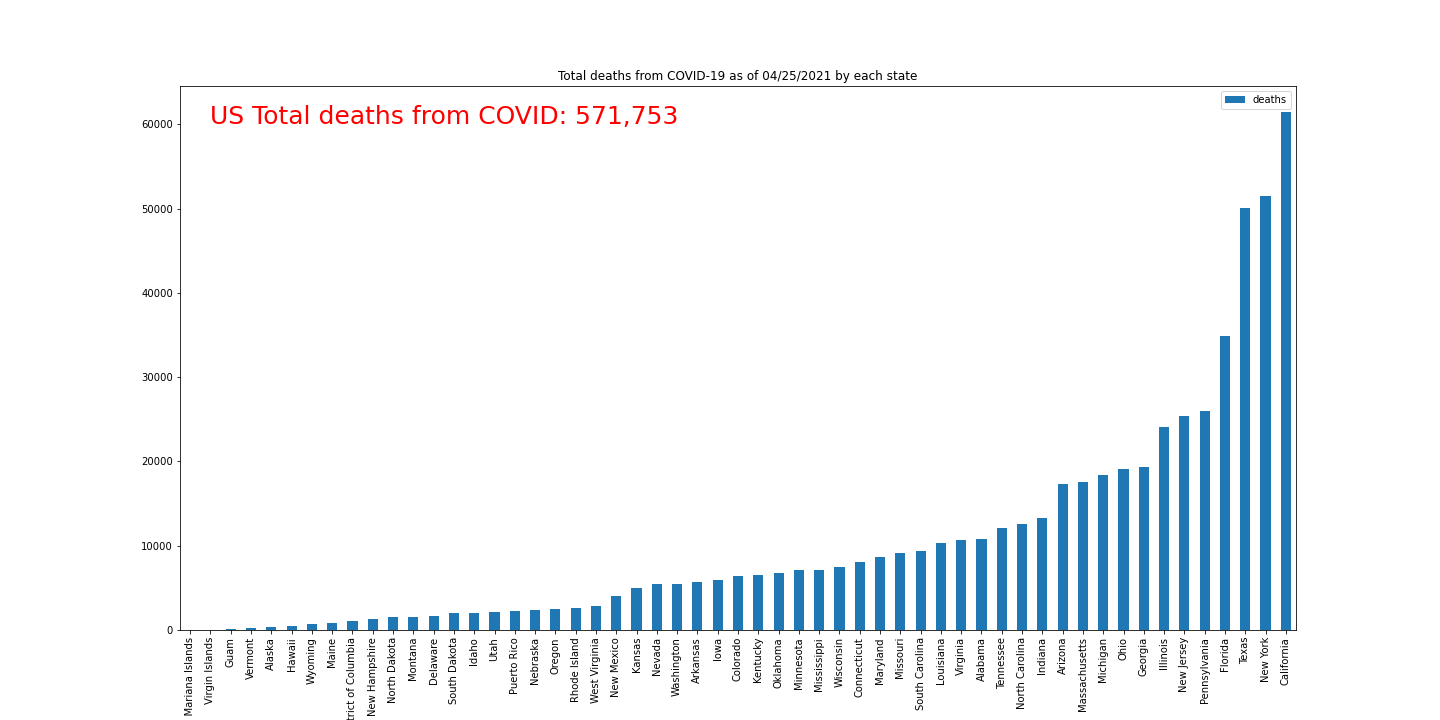 Total deaths from COVID-19 as of 04/25/2021 by each state
US Total deaths from COVID: 571,753
deaths
60000
50000
40000
30000
20000
10000
0
Mariana Islands
Virgin Islands
Guam
Vermont
Alaska
Hawaii
Wyoming
Maine
trict of Columbia
New Hampshire
North Dakota
Montana
Delaware
South Dakota
Idaho
Utah
Puerto Rico
Nebraska
Oregon
Rhode Island
West Virginia
New Mexico
Kansas
Nevada
Washington
Arkansas
Iowa
Colorado
Kentucky
Oklahoma
Minnesota
Mississippi
Wisconsin
Connecticut
Maryland
Missouri
South Carolina
Louisiana
Virginia
Alabama
Tennessee
North Carolina
Indiana
Arizona
Massachusetts
Michigan
Ohio
Georgia
Illinois
New Jersey
Pennsylvania
Florida
Texas
New York
California